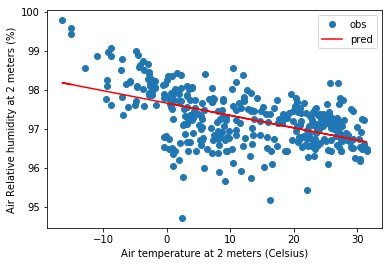 100
99
98
97
96
95
Air Relative humidity at 2 meters (%)
obs
pred
−10
0
10
20
30
Air temperature at 2 meters (Celsius)